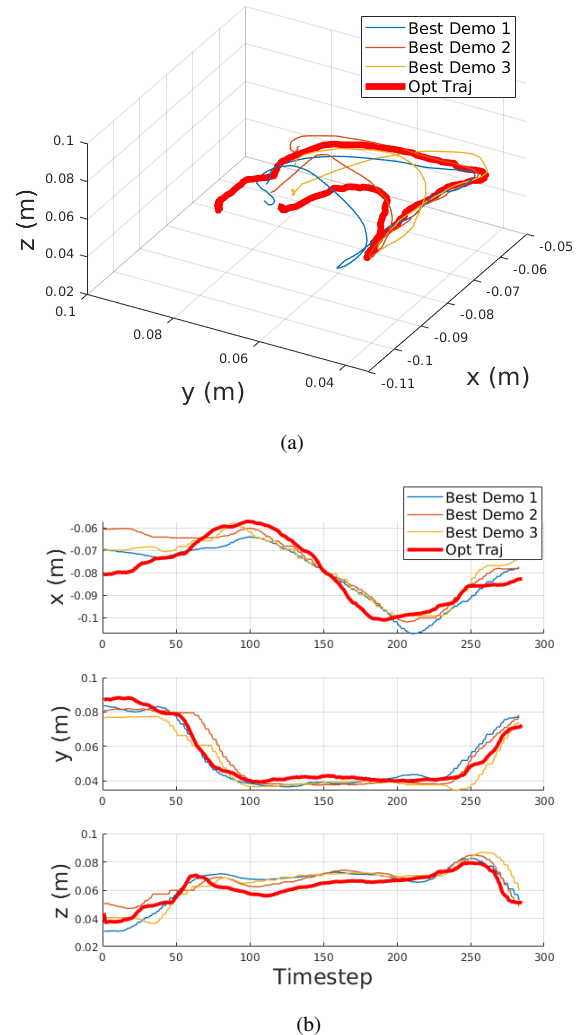 Best Demo 1
Best Demo 2
Best Demo 3
Opt Traj
0.1
0.08
0.06
0.04
0.02
z (m)
0.1
0.08
0.06
0.04
y (m)
-0.05
-0.06
-0.07
-0.08
-0.09
-0.1
-0.11
x (m)
(a)
Best Demo 1
Best Demo 2
Best Demo 3
Opt Traj
-0.06
-0.07
-0.08
-0.09
-0.1
x (m)
0 50 100 150 200 250 300
0.1
0.08
0.06
0.04
y (m)
0 50 100 150 200 250 300
0.1
0.08
0.06
0.04
0.02
z (m)
0 50 100 150 200 250 300
Timestep
(b)